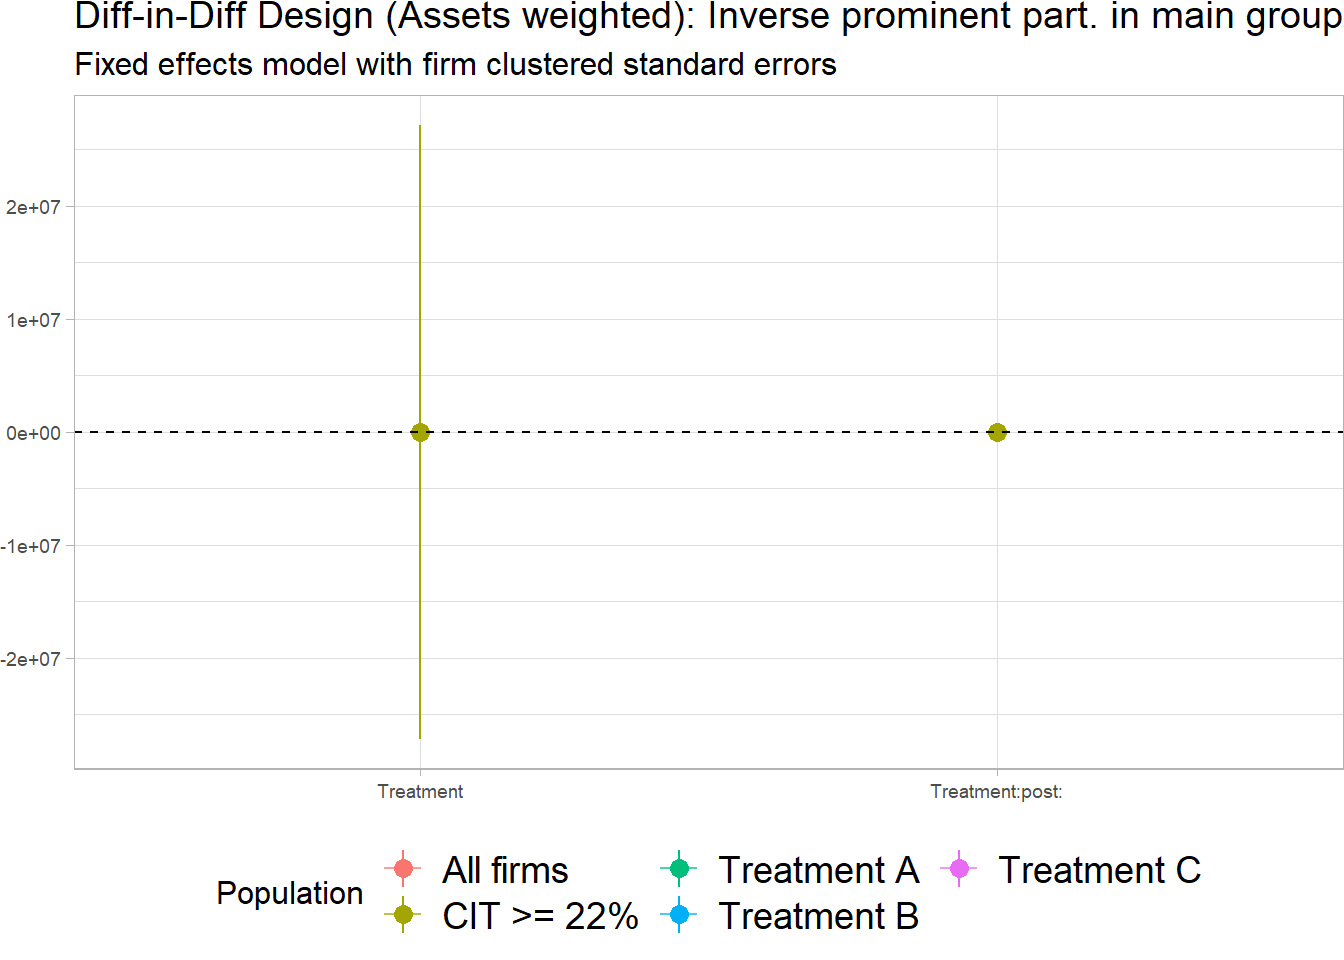 Diff-in-Diff Design (Assets weighted): Inverse prominent part. in main group
Fixed effects model with firm clustered standard errors
2e+07
1e+07
0e+00
-1e+07
-2e+07
Treatment
Treatment:post:
Population
All firms
CIT >= 22%
Treatment A
Treatment B
Treatment C